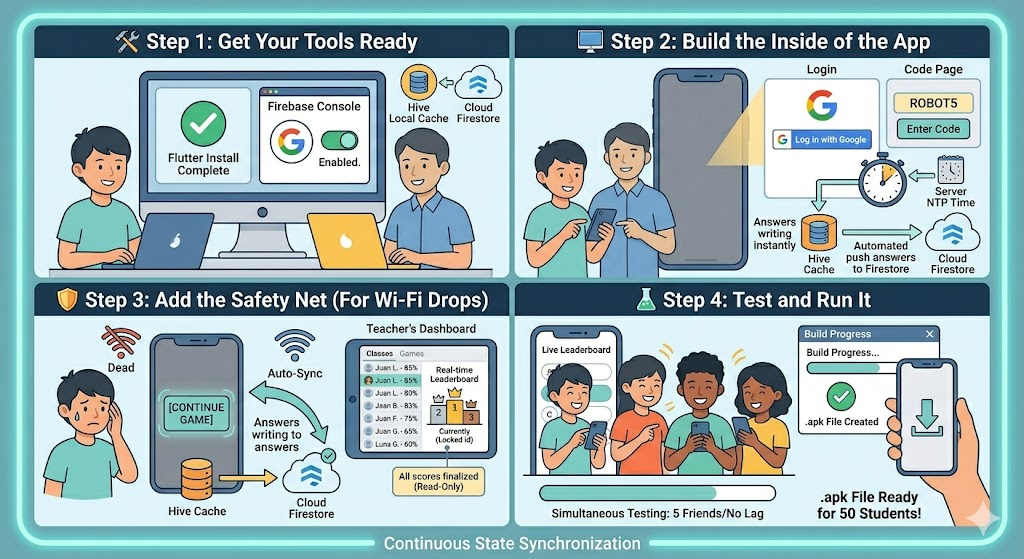 Step 1: Get Your Tools Ready
Flutter Install
Complete
Firebase Console
Enabled.
Hive
Local Cache
Cloud
Firestore
Step 2: Build the Inside of the App
Login
Log in with Google
Code Page
ROBOT5
Enter Code
Server
NTP Time
Answers
writing
instantly
Hive
Cache
Automated
push answers
to Firestore
Cloud
Firestore
Step 3: Add the Safety Net (For Wi-Fi Drops)
Dead
[CONTINUE
GAME]
Auto-Sync
Answers
writing to
answers
Hive Cache
Cloud
Firestore
Teacher's Dashboard
Classes Games
Juan L. - 85%
Juan L. - 85%
Juan L. - 80%
Jaan B. - 83%
Juan F. - 75%
Juan G. - 65%
Luna G. - 60%
Real-time
Leaderboard
2 1 3
Currently
(Locked id)
All scores finalized
(Read-Only)
Step 4: Test and Run It
Live Leaderboard
C
Simultaneous Testing: 5 Friends/No Lag
Build Progress X
Build Progress...
.apk File Created
.apk File Ready
for 50 Students!
Continuous State Synchronization